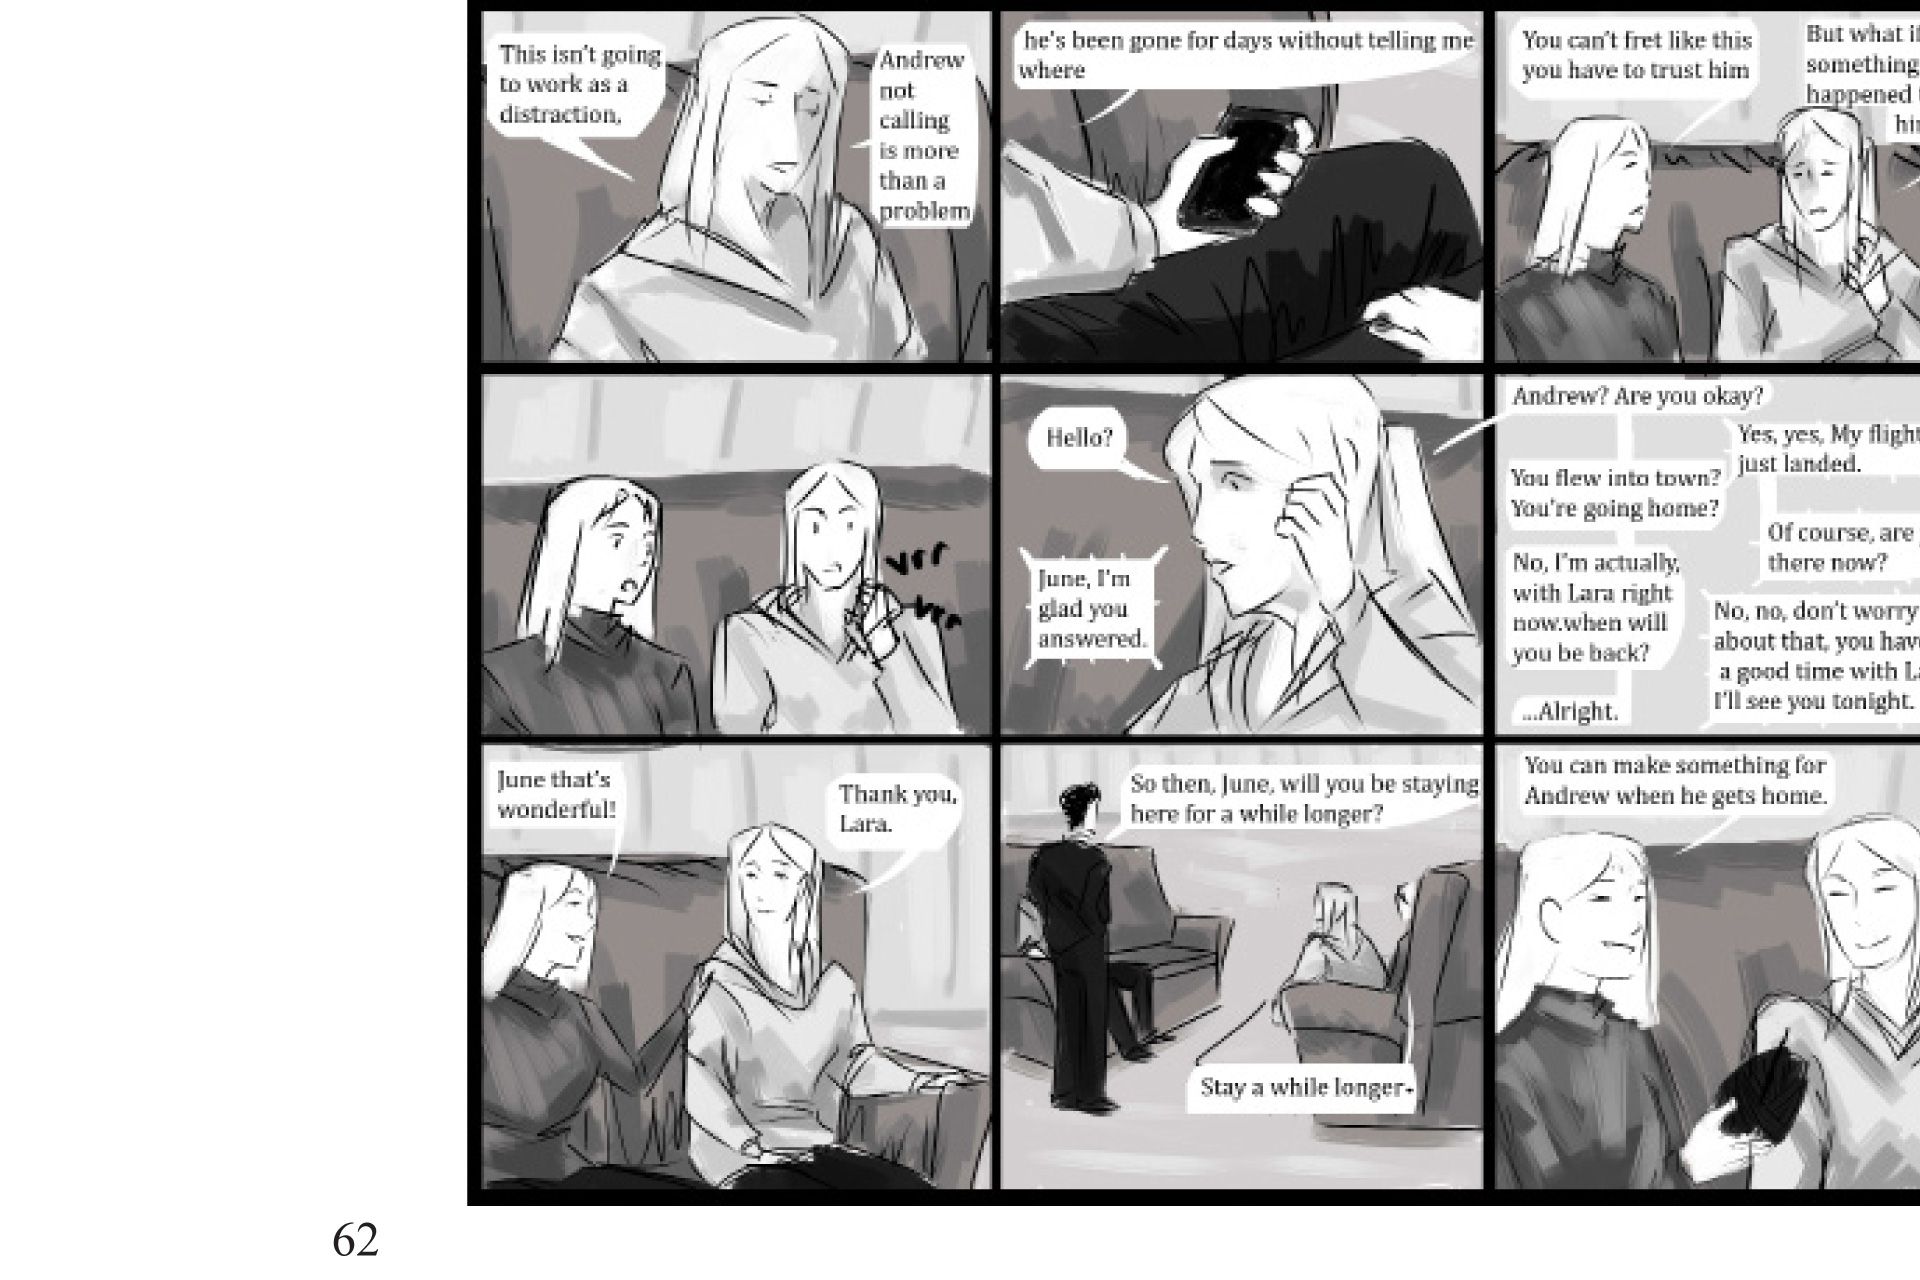 This isn't going
to work as a
distraction,
Andrew
not
calling
is more
than a
problem
he's been gone for days without telling me
where
You can't fret like this
you have to trust him
But what if
something
happened
vrr
vrr
Hello?
June, I'm
glad you
answered.
Andrew? Are you okay?
Yes, yes, My flight
just landed.
You flew into town?
You're going home?
Of course, are
there now?
No, I'm actually,
with Lara right
now.when will
you be back?
No, no, don't worry
about that, you have
a good time with
I'll see you tonight.
...Alright.
June that's
wonderful!
Thank you,
Lara.
So then, June, will you be staying
here for a while longer?
Stay a while longer-
You can make something for
Andrew when he gets home.
62